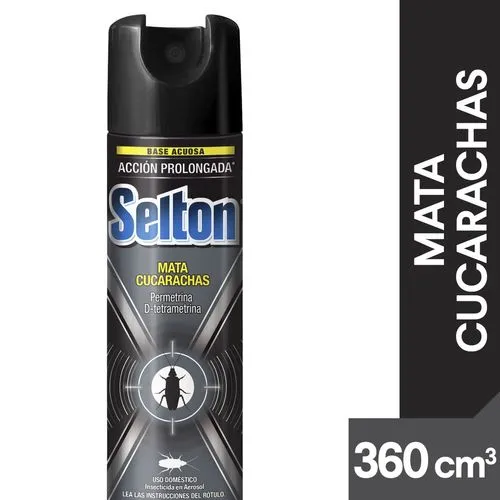 BASE ACUOSA
ACCIÓN PROLONGADA*
Selton
MATA
CUCARACHAS
Permetrina
D-tetrametrina
USO DOMÉSTICO
Insecticida en Aerosol
LEA LAS INSTRUCCIONES DEL RÓTULO.
MATA
CUCARACHAS
360 cm³